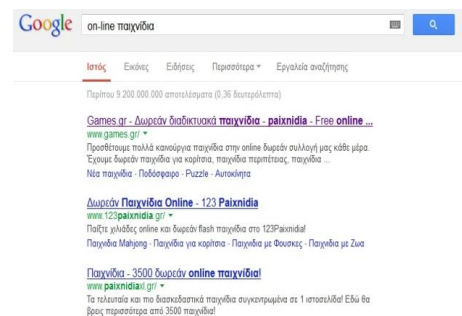 Google on-line παιχνίδια
Ιστός Εικόνες Ειδήσεις Περισσότερα Εργαλεία αναζήτησης
Περίπου 9.200.000.000 αποτελέσματα (0,36 δευτερόλεπτα)
Games.gr - Δωρεάν διαδικτυακά παιχνίδια - paixnidia - Free online ...
www.games.gr/
Προσθέτουμε πολλά καινούργια παιχνίδια στην online δωρεάν συλλογή μας κάθε μέρα.
Έχουμε δωρεάν παιχνίδια για κορίτσια, παιχνίδια περιπέτειας, παιχνίδια ...
Νέα παιχνίδια - Ποδόσφαιρο - Puzzle - Αυτοκίνητα
Δωρεάν Παιχνίδια Online - 123 Paixnidia
www.123paixnidia.gr/
Παίξτε χιλιάδες online και δωρεάν flash παιχνίδια στο 123Paixnidia!
Παιχνιδια Mahjong - Παιχνίδια για κορίτσια - Παιχνιδια με Φουσκες - Παιχνιδια με Ζωα
Παιχνίδια - 3500 δωρεάν online παιχνίδια!
www.paixnidiaxl.gr/
Τα τελευταία και πιο διασκεδαστικά παιχνίδια συγκεντρωμένα σε 1 ιστοσελίδα! Εδώ θα
βρεις περισσότερα από 3500 παιχνίδια!